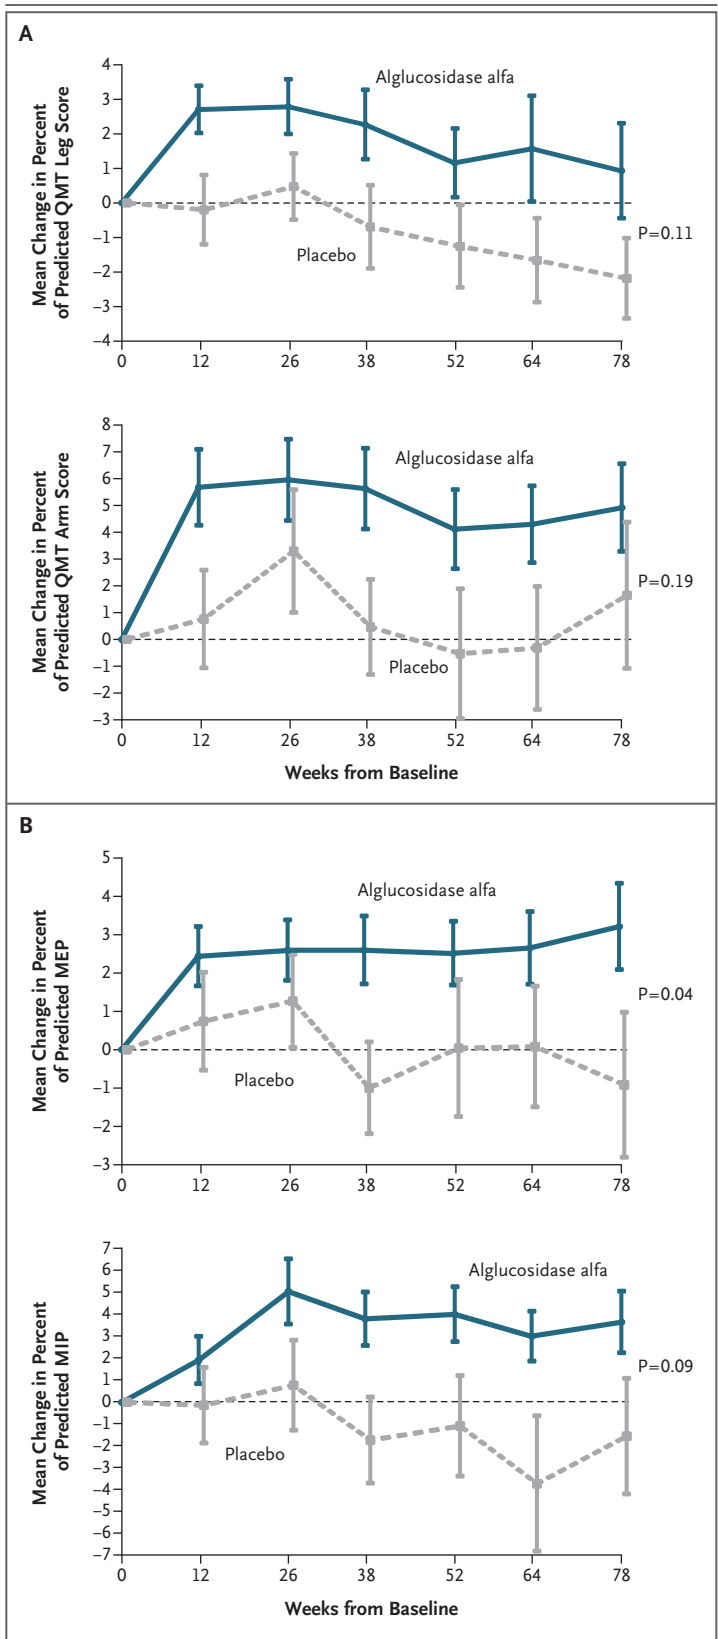 A
Mean Change in Percent
of Predicted QMT Leg Score
4
3
2
1
0
−1
−2
−3
−4
Alglucosidase alfa
Placebo
P=0.11
0 12 26 38 52 64 78
Mean Change in Percent
of Predicted QMT Arm Score
8
7
6
5
4
3
2
1
0
−1
−2
−3
Alglucosidase alfa
Placebo
P=0.19
0 12 26 38 52 64 78
Weeks from Baseline
B
Mean Change in Percent
of Predicted MEP
5
4
3
2
1
0
−1
−2
−3
Alglucosidase alfa
Placebo
P=0.04
0 12 26 38 52 64 78
Mean Change in Percent
of Predicted MIP
7
6
5
4
3
2
1
0
−1
−2
−3
−4
−5
−6
−7
Alglucosidase alfa
Placebo
P=0.09
0 12 26 38 52 64 78
Weeks from Baseline